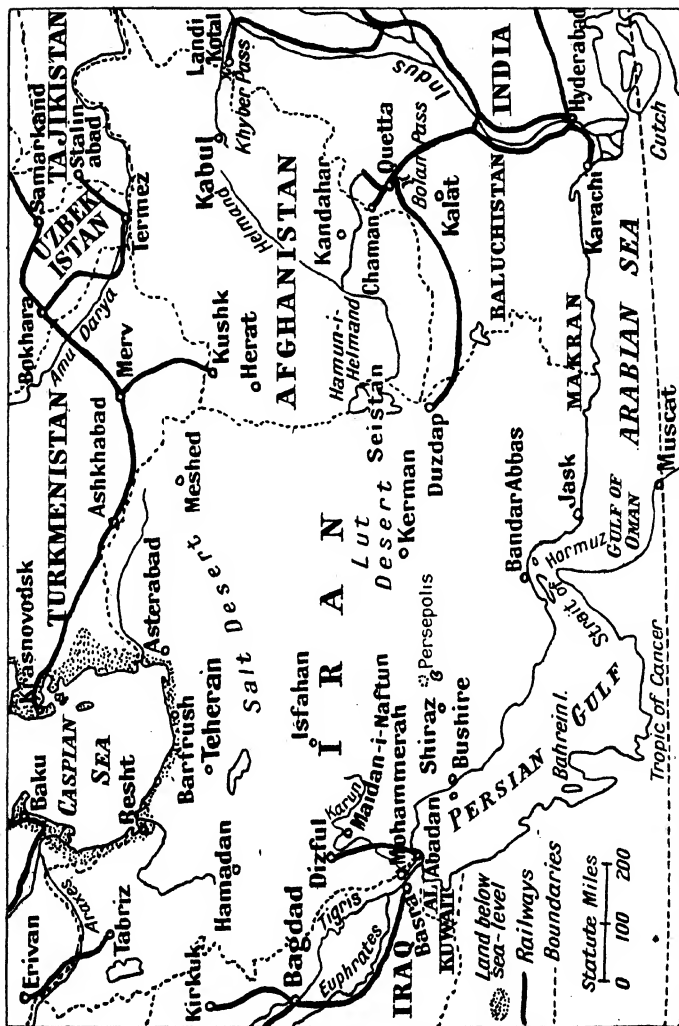 Erivan
Araxes
Tabriz
Baku
CASPIAN
SEA
Resht
Krasnovodsk
TURKMENISTAN
Ashkhabad
Merv
Bokhara
Amu Darya
Samarkand
UZBEK
ISTAN
TAJIKISTAN
Stalin-
abad
Termez
Kushk
Herat
Meshed
Asterabad
Barfrush
Teheran
Salt Desert
Kirkuk
Hamadan
Bagdad
Tigris
Euphrates
IRAQ
Dizful
Karun
Maidan-i-Naftun
Isfahan
IRAN
Lut
Desert
Kerman
Seistan
Hamun-i-
Helmand
AFGHANISTAN
Helmand
Kabul
Khyber Pass
Landi
Kotal
Kandahar
Chaman
Quetta
Bolan Pass
Kalat
Indus
INDIA
Hyderabad
Karachi
Cutch
BALUCHISTAN
Duzdap
MAKRAN
ARABIAN SEA
Basra
Mohammerah
Abadan
AL
KUWAIT
Shiraz
Persepolis
Bushire
PERSIAN GULF
Bahrein I.
Bandar Abbas
Strait of Hormuz
Jask
GULF OF
OMAN
Muscat
Tropic of Cancer
Land below
sea-level
Railways
Boundaries
Statute Miles
0 100 200